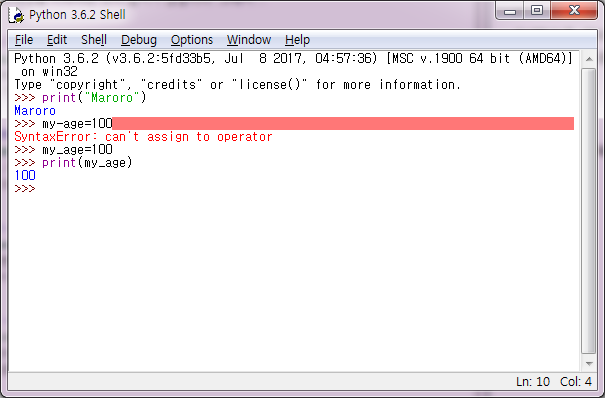 Python 3.6.2 Shell
File Edit Shell Debug Options Window Help
Python 3.6.2 (v3.6.2:5fd33b5, Jul  8 2017, 04:57:36) [MSC v.1900 64 bit (AMD64)]
 on win32
Type "copyright", "credits" or "license()" for more information.
>>> print("Maroro")
Maroro
>>> my-age=100
SyntaxError: can't assign to operator
>>> my_age=100
>>> print(my_age)
100
>>>
Ln: 10 Col: 4